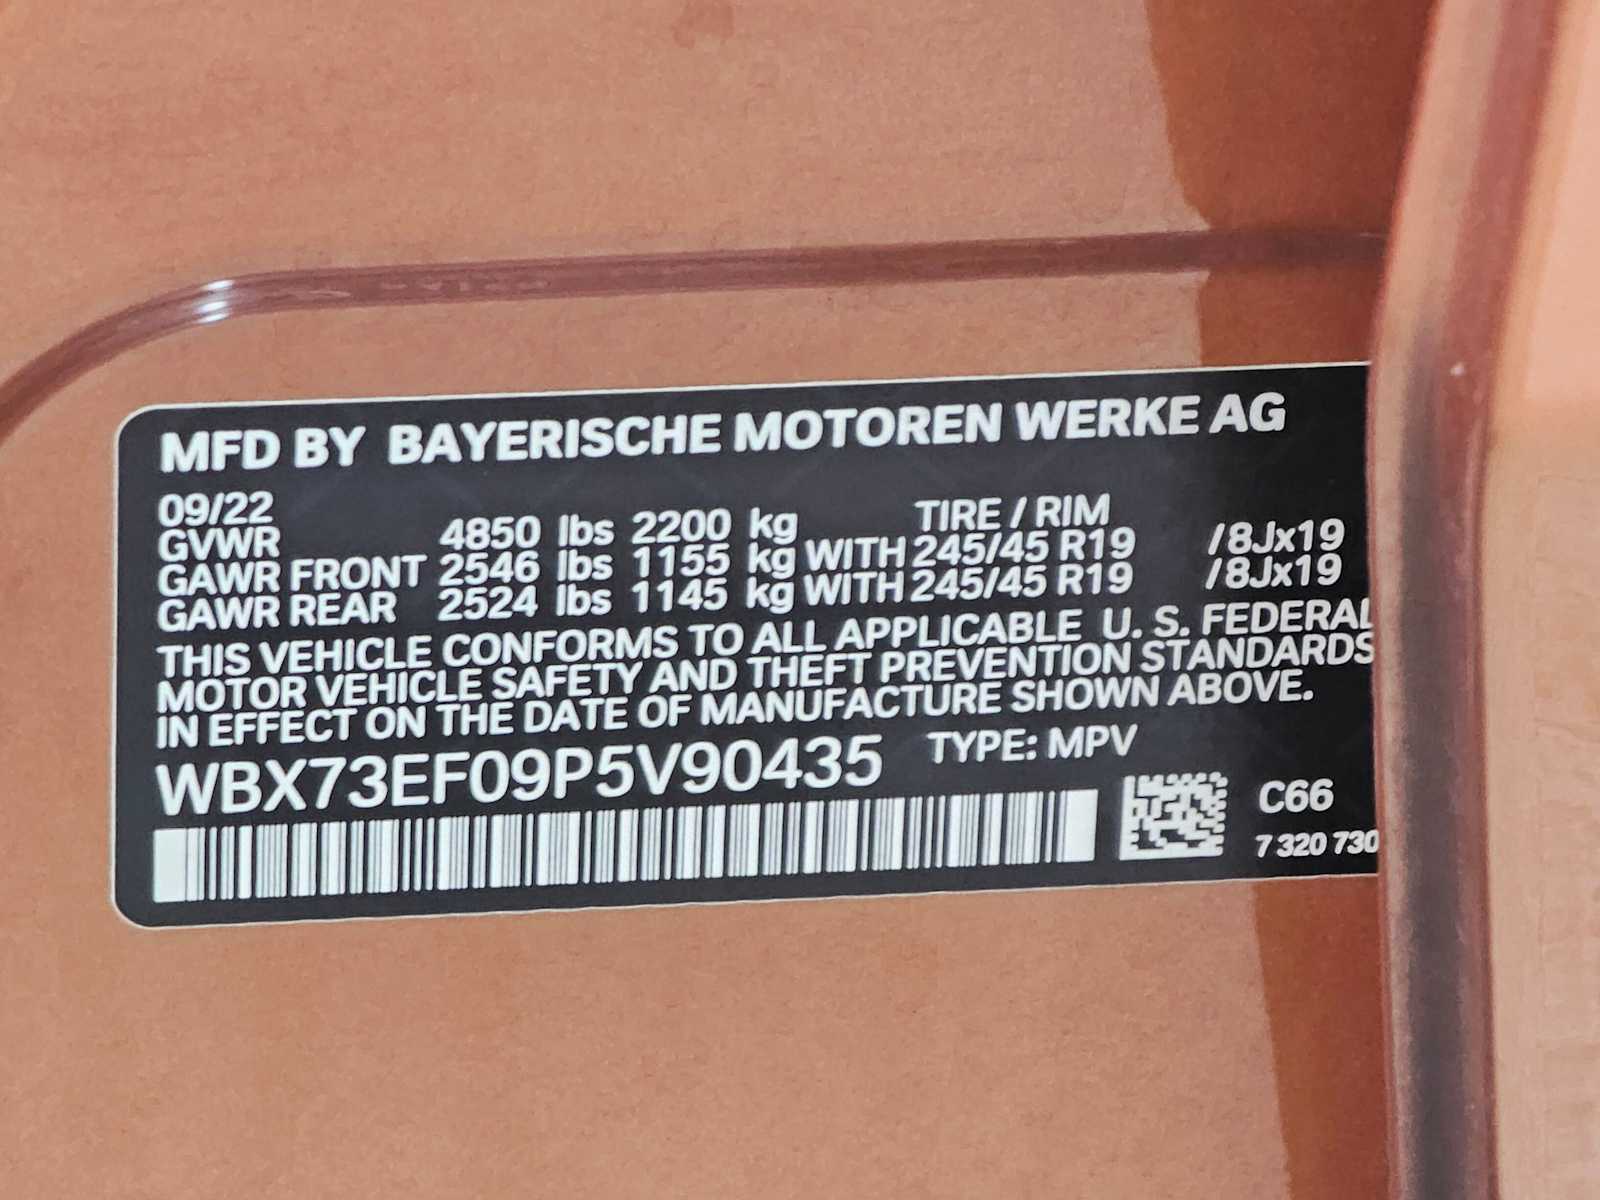 MFD BY BAYERISCHE MOTOREN WERKE AG
09/22
GVWR 4850 lbs 2200 kg TIRE / RIM
GAWR FRONT 2546 lbs 1155 kg WITH 245/45 R19 /8Jx19
GAWR REAR 2524 lbs 1145 kg WITH 245/45 R19 /8Jx19
THIS VEHICLE CONFORMS TO ALL APPLICABLE U. S. FEDERAL
MOTOR VEHICLE SAFETY AND THEFT PREVENTION STANDARDS
IN EFFECT ON THE DATE OF MANUFACTURE SHOWN ABOVE.
WBX73EF09P5V90435 TYPE: MPV
C66
7 320 730